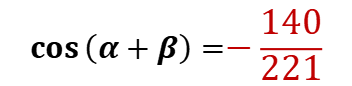 cos (α + β) = − 140/221